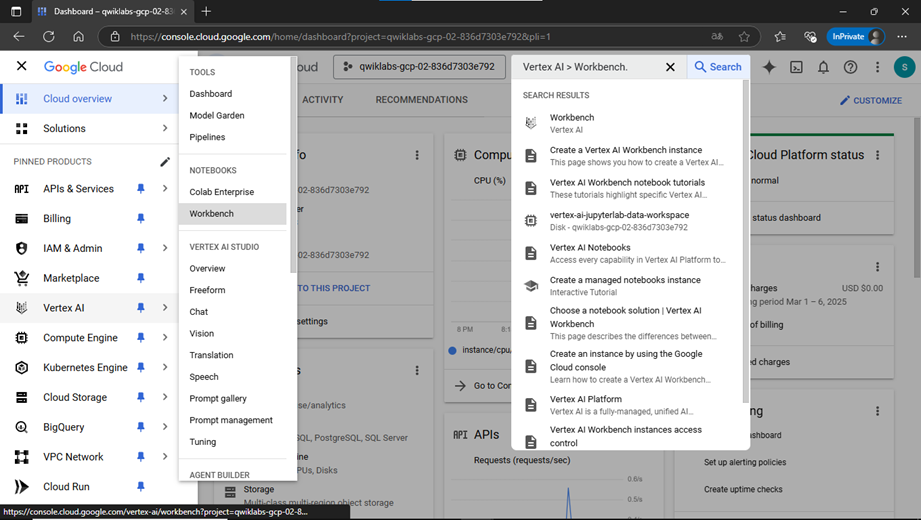 Dashboard – qwiklabs-gcp-02-83
https://console.cloud.google.com/home/dashboard?project=qwiklabs-gcp-02-836d7303e792&pli=1
InPrivate
Google Cloud
Cloud overview
Solutions
PINNED PRODUCTS
API APIs & Services
Billing
IAM & Admin
Marketplace
Vertex AI
Compute Engine
Kubernetes Engine
Cloud Storage
BigQuery
VPC Network
Cloud Run
TOOLS
Dashboard
Model Garden
Pipelines
NOTEBOOKS
Colab Enterprise
Workbench
VERTEX AI STUDIO
Overview
Freeform
Chat
Vision
Translation
Speech
Prompt gallery
Prompt management
Tuning
AGENT BUILDER
oud
qwiklabs-gcp-02-836d7303e792
Vertex AI > Workbench.
Search
S
ACTIVITY
RECOMMENDATIONS
CUSTOMIZE
fo
02-836d7303e792
er
02-836d7303e792
TO THIS PROJECT
settings
s
se/analytics
, PostgreSQL, SQL Server
ine
PUs, Disks
Storage
Multi-class multi-region object storage
Compu
CPU (%)
8 PM
8:1
instance/cpu
Go to Cor
API APIs
Requests (requests/sec)
0.6/s
0.5/s
SEARCH RESULTS
Workbench
Vertex AI
Create a Vertex AI Workbench instance
This page shows you how to create a Vertex AI...
Vertex AI Workbench notebook tutorials
These tutorials highlight specific Vertex AI...
vertex-ai-jupyterlab-data-workspace
Disk - qwiklabs-gcp-02-836d7303e792
Vertex AI Notebooks
Access every capability in Vertex AI Platform to...
Create a managed notebooks instance
Interactive Tutorial
Choose a notebook solution | Vertex AI
Workbench
This page describes the differences between...
Create an instance by using the Google
Cloud console
Learn how to create a Vertex AI Workbench...
Vertex AI Platform
Vertex AI is a fully-managed, unified AI...
Vertex AI Workbench instances access
control
Cloud Platform status
normal
status dashboard
harges
USD $0.00
ng period Mar 1 – 6, 2025
of billing
ed charges
ng
shboard
Set up alerting policies
Create uptime checks
https://console.cloud.google.com/vertex-ai/workbench?project=qwiklabs-gcp-02-8...